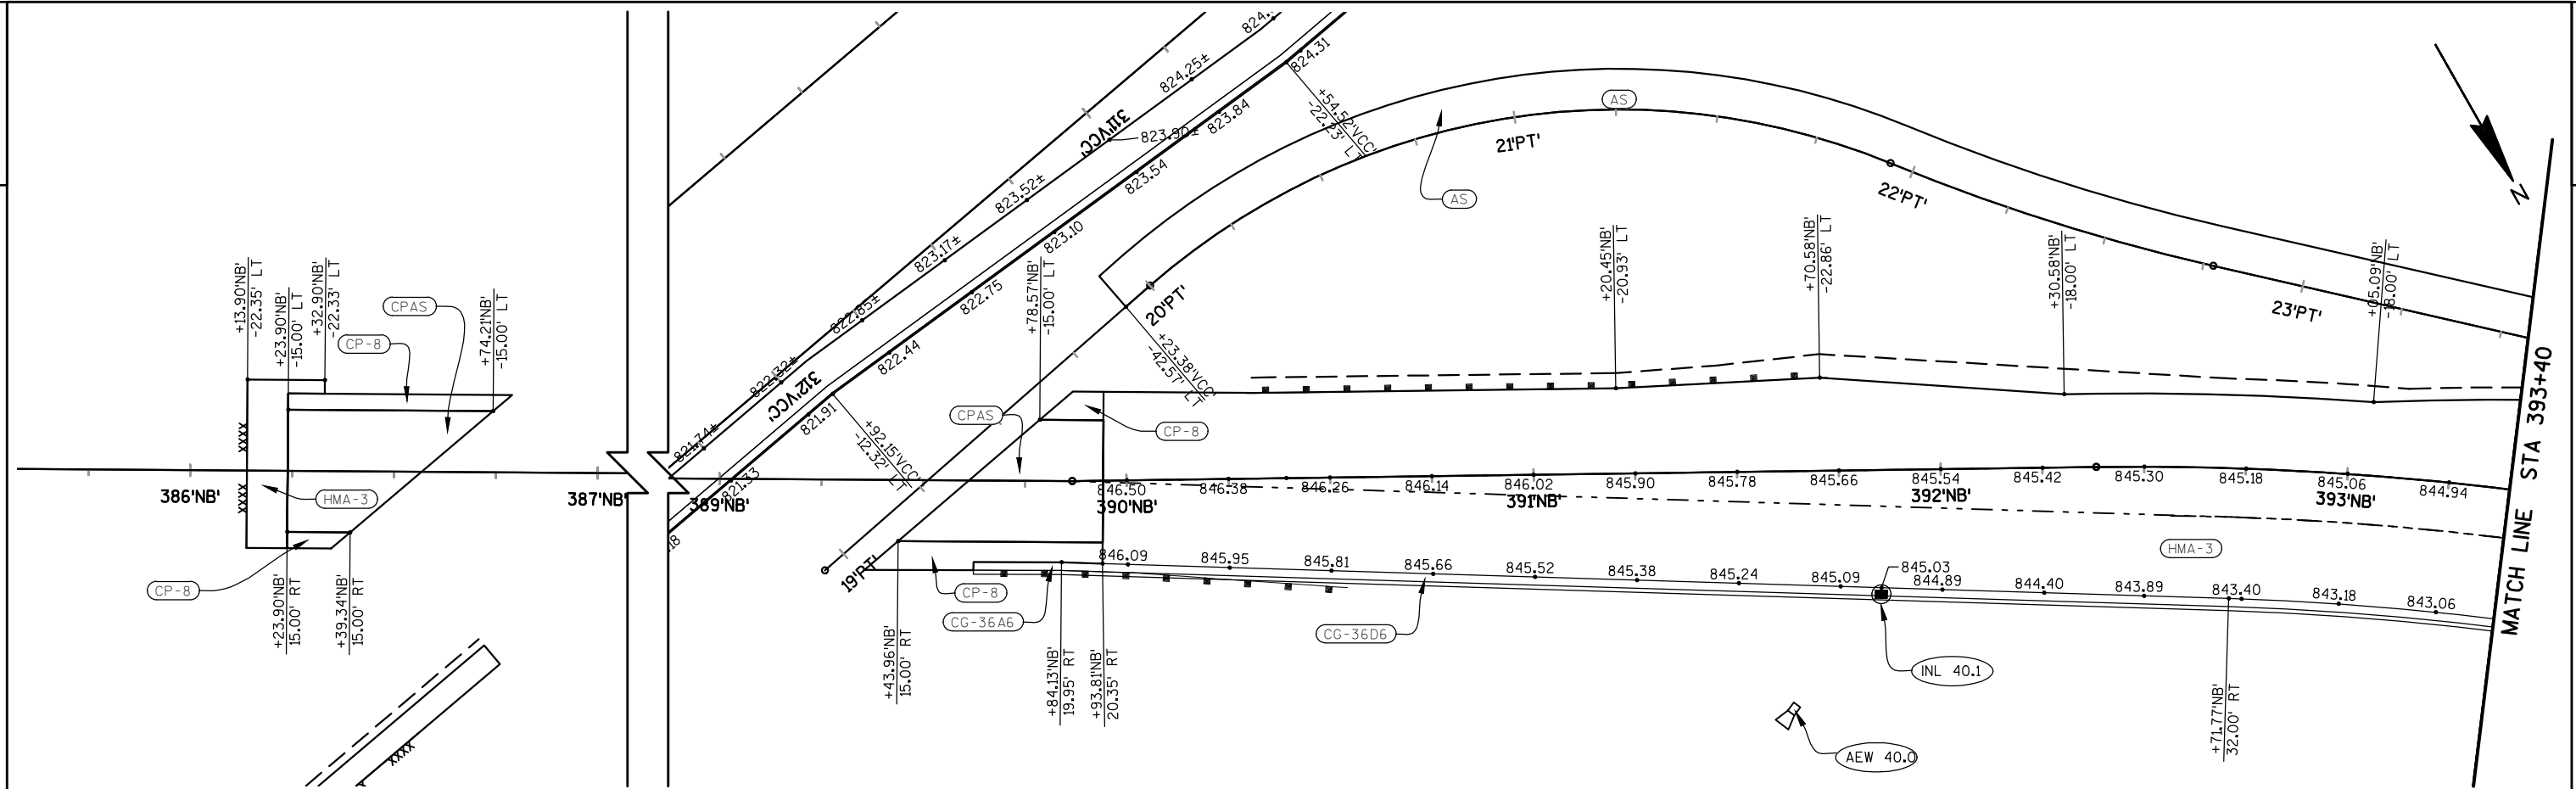 +13.90'NB'
-22.35' LT
+23.90'NB'
-15.00' LT
+32.90'NB'
-22.33' LT
CPAS
CP-8
+74.21'NB'
-15.00' LT
XXXX
XXXX
386'NB'
HMA-3
387'NB'
CP-8
+23.90'NB'
15.00' RT
+39.34'NB'
15.00' RT
XXXX
824.25±
823.90±
823.52±
823.17±
822.85±
822.32±
821.74±
311'VCC'
312'VCC'
824.31
823.84
823.54
823.10
822.75
822.44
821.91
821.33
.18
+54.52'VCC'
-22.23' LT
+92.15'VCC'
-12.32' LT
+23.38'VCC'
-42.57' LT
+78.57'NB'
-15.00' LT
AS
AS
19'PT'
20'PT'
21'PT'
22'PT'
23'PT'
+20.45'NB'
-20.93' LT
+70.58'NB'
-22.86' LT
+30.58'NB'
-18.00' LT
+05.09'NB'
-18.00' LT
N
CPAS
CP-8
389'NB'
846.50
846.38
846.26
846.14
846.02
845.90
845.78
845.66
845.54
845.42
845.30
845.18
845.06
844.94
390'NB'
391'NB'
392'NB'
393'NB'
HMA-3
846.09
845.95
845.81
845.66
845.52
845.38
845.24
845.09
845.03
844.89
844.40
843.89
843.40
843.18
843.06
CP-8
CG-36A6
CG-36D6
+43.96'NB'
15.00' RT
+84.13'NB'
19.95' RT
+93.81'NB'
20.35' RT
INL 40.1
AEW 40.0
+71.77'NB'
32.00' RT
MATCH LINE STA 393+40